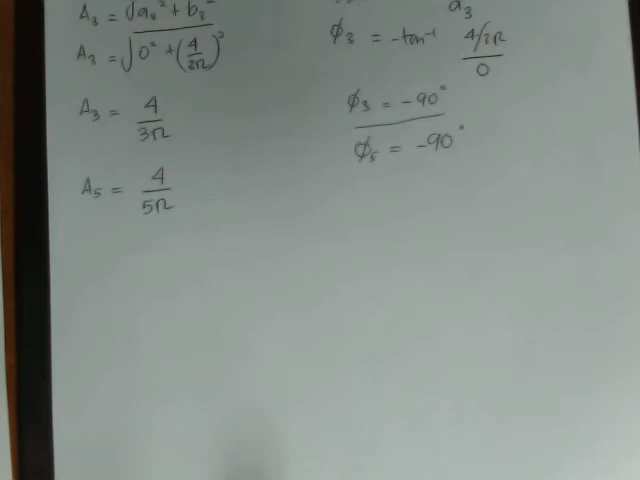 A₃ = √a₃² + b₃²
A₃ = √0² + (4/3π)²
A₃ = 4/3π
A₅ = 4/5π
a₃
ϕ₃ = -tan⁻¹ 4/3π / 0
ϕ₃ = -90°
ϕ₅ = -90°